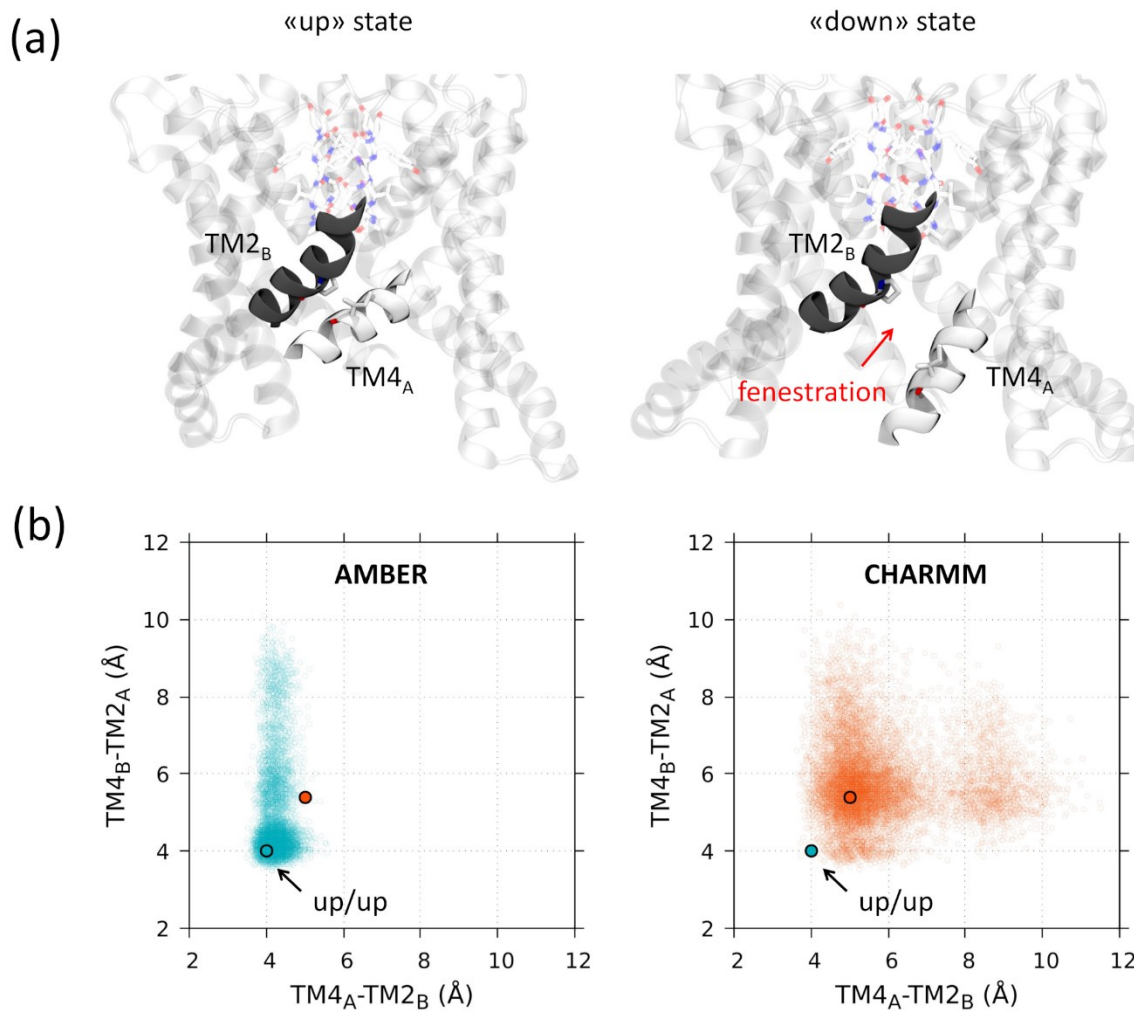 (a)
«up» state
«down» state
TM2B
TM4A
TM2B
fenestration
TM4A
(b)
12
10
8
6
4
2
AMBER
up/up
2 4 6 8 10 12
TM4A-TM2B (Å)
TM4B-TM2A (Å)
12
10
8
6
4
2
CHARMM
up/up
2 4 6 8 10 12
TM4A-TM2B (Å)
TM4B-TM2A (Å)